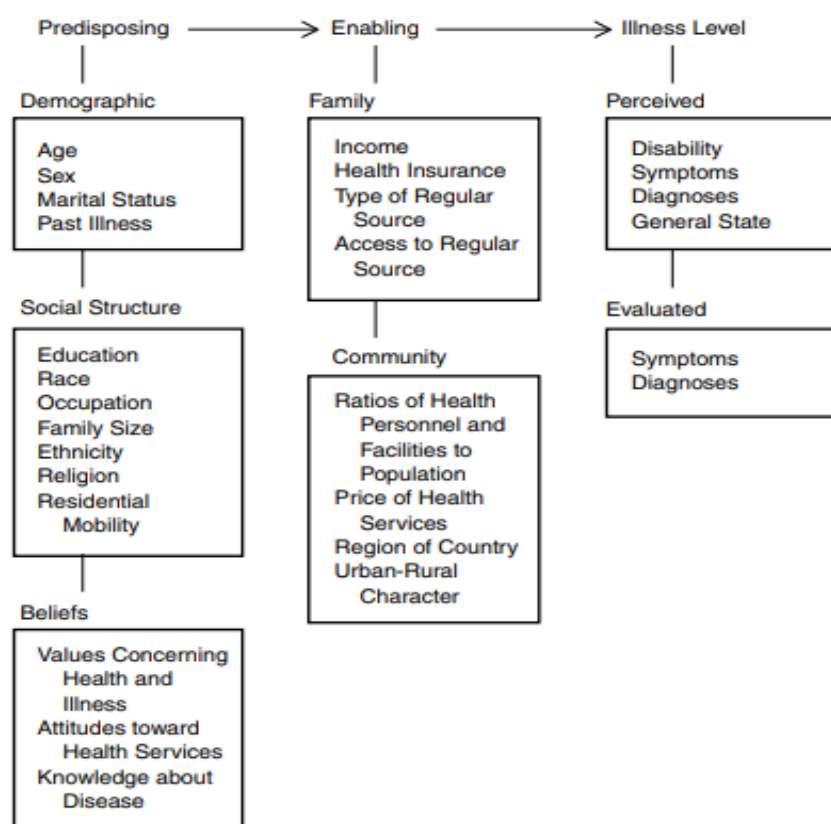 Predisposing
Enabling
Illness Level
Demographic
Age
Sex
Marital Status
Past Illness
Social Structure
Education
Race
Occupation
Family Size
Ethnicity
Religion
Residential
Mobility
Beliefs
Values Concerning
Health and
Illness
Attitudes toward
Health Services
Knowledge about
Disease
Family
Income
Health Insurance
Type of Regular
Source
Access to Regular
Source
Community
Ratios of Health
Personnel and
Facilities to
Population
Price of Health
Services
Region of Country
Urban-Rural
Character
Perceived
Disability
Symptoms
Diagnoses
General State
Evaluated
Symptoms
Diagnoses